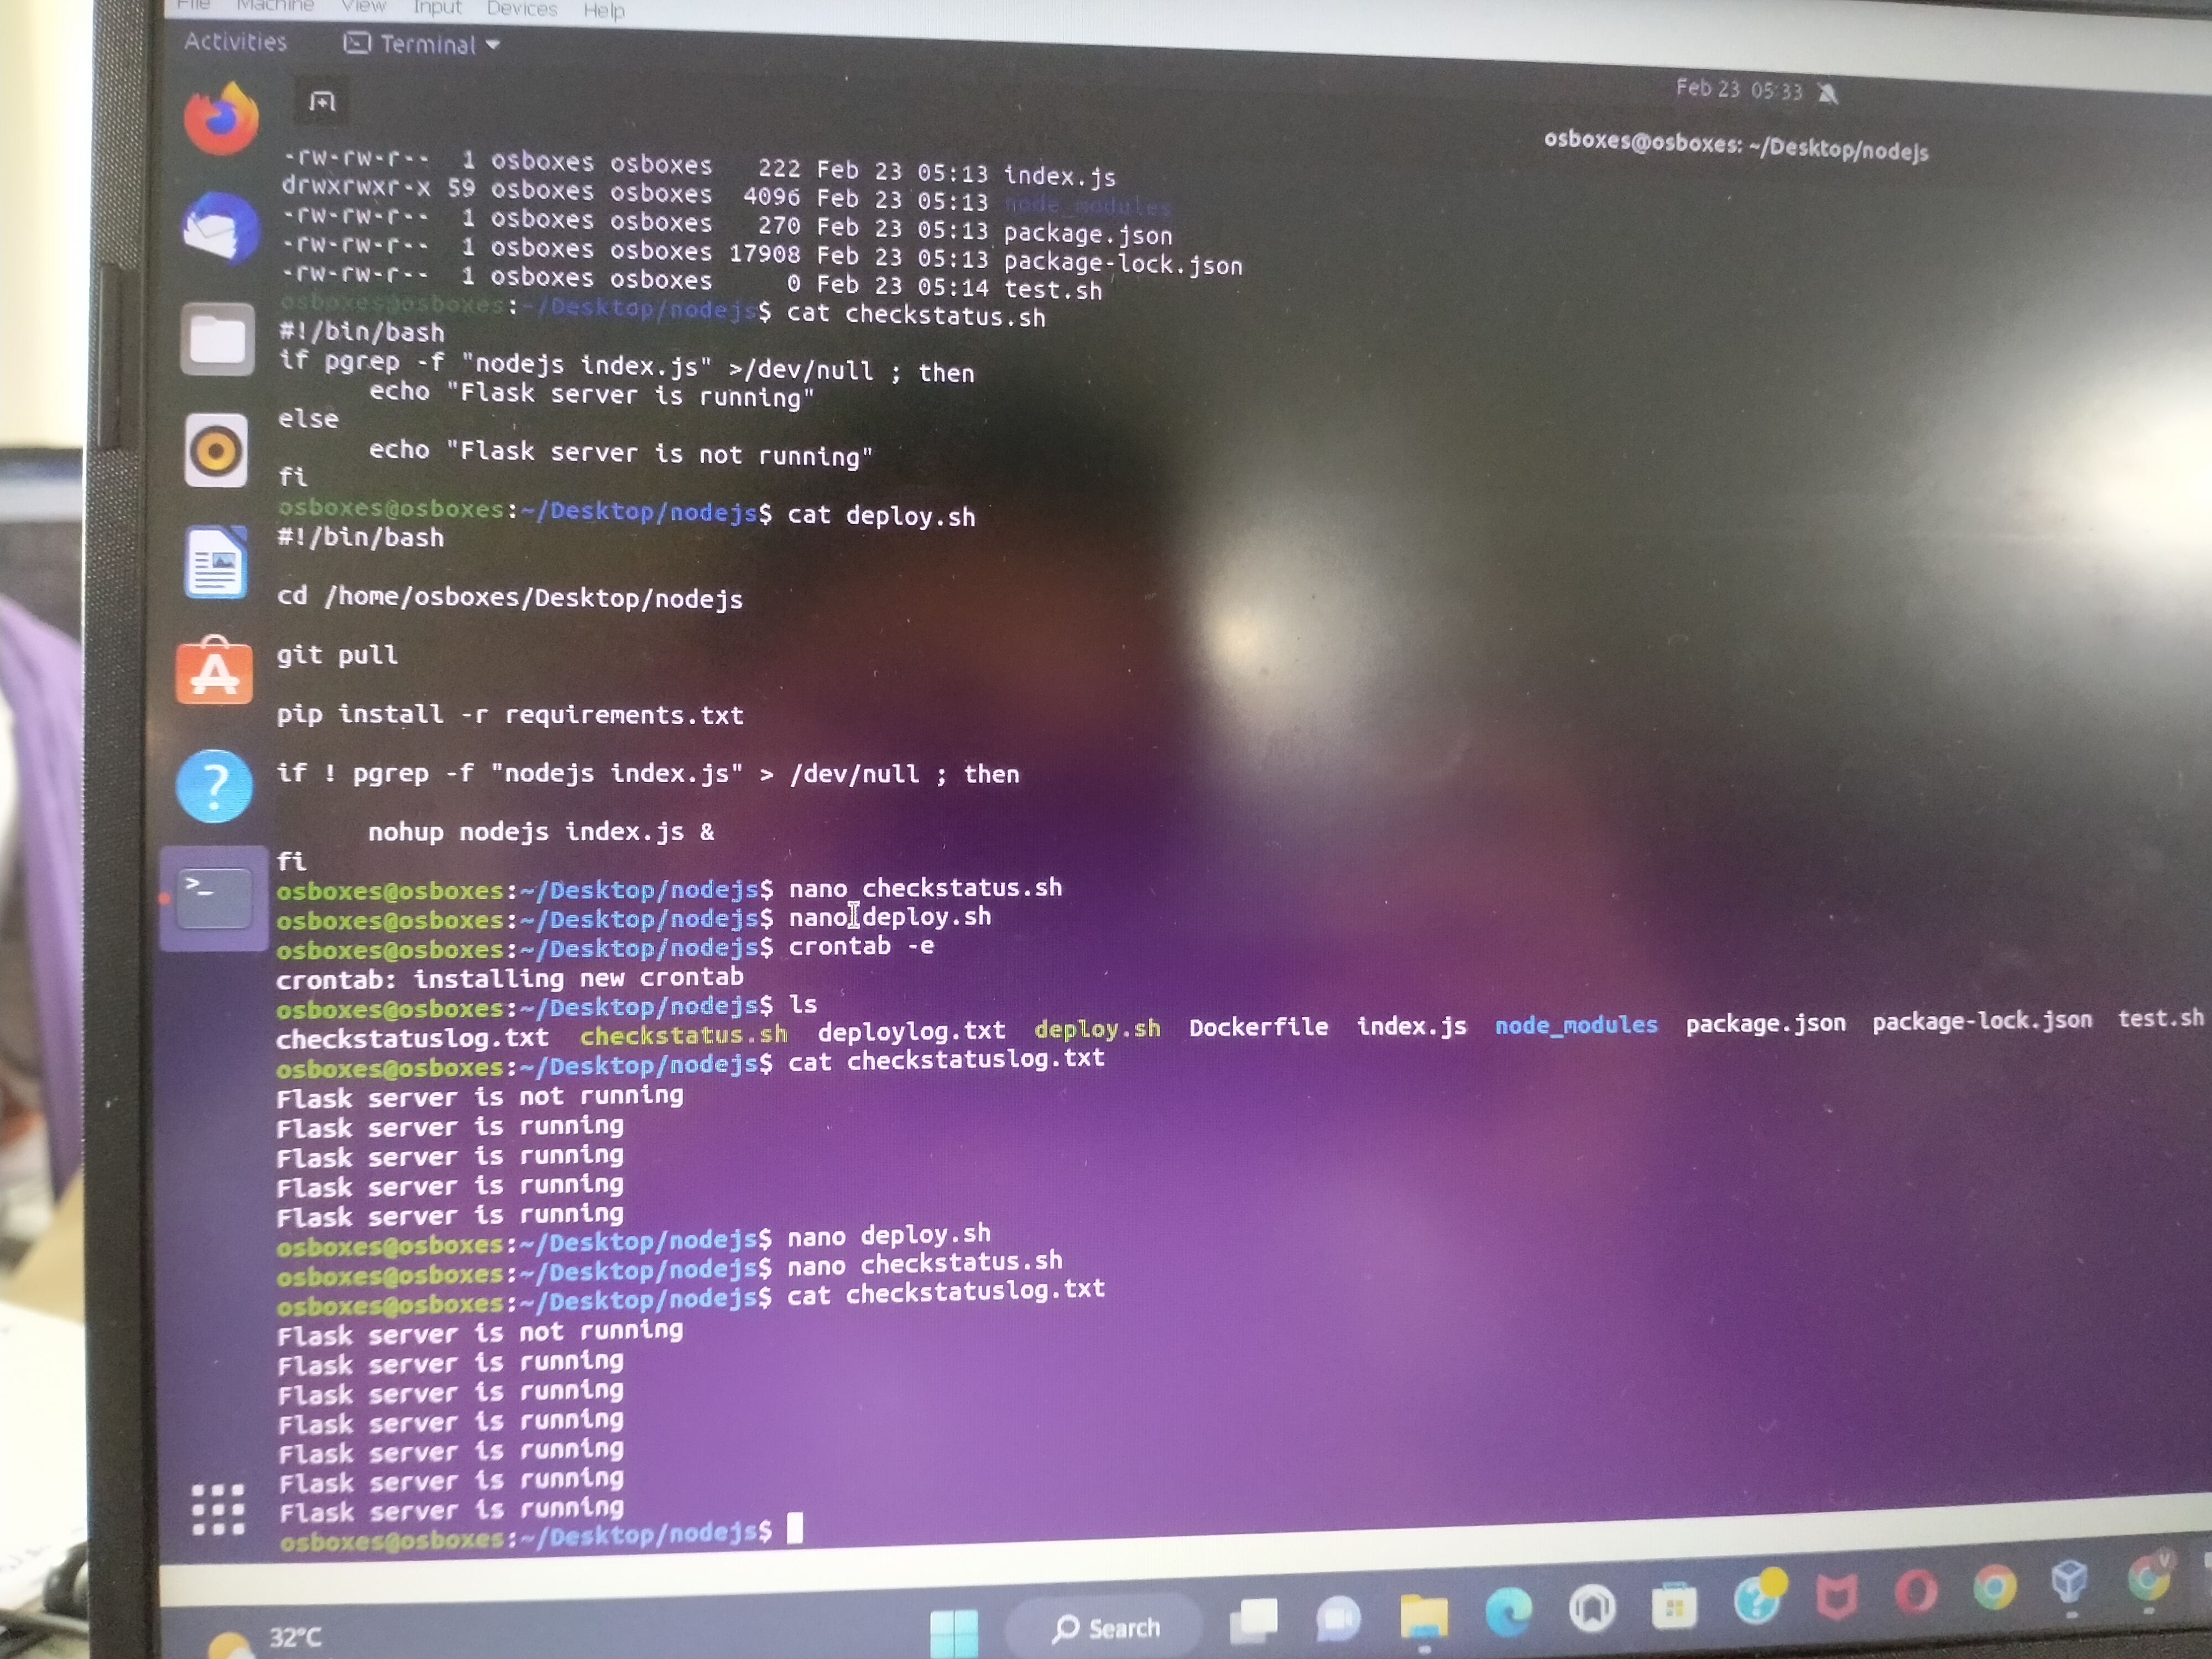 File Machine View Input Devices Help
Activities Terminal
Feb 23 05:33
osboxes@osboxes: ~/Desktop/nodejs
-rw-rw-r-- 1 osboxes osboxes 222 Feb 23 05:13 index.js
drwxrwxr-x 59 osboxes osboxes 4096 Feb 23 05:13 node_modules
-rw-rw-r-- 1 osboxes osboxes 270 Feb 23 05:13 package.json
-rw-rw-r-- 1 osboxes osboxes 17908 Feb 23 05:13 package-lock.json
-rw-rw-r-- 1 osboxes osboxes 0 Feb 23 05:14 test.sh
osboxes@osboxes:~/Desktop/nodejs$ cat checkstatus.sh
#!/bin/bash
if pgrep -f "nodejs index.js" >/dev/null ; then
echo "Flask server is running"
else
echo "Flask server is not running"
fi
osboxes@osboxes:~/Desktop/nodejs$ cat deploy.sh
#!/bin/bash
cd /home/osboxes/Desktop/nodejs
git pull
pip install -r requirements.txt
if ! pgrep -f "nodejs index.js" > /dev/null ; then
nohup nodejs index.js &
fi
osboxes@osboxes:~/Desktop/nodejs$ nano checkstatus.sh
osboxes@osboxes:~/Desktop/nodejs$ nano deploy.sh
osboxes@osboxes:~/Desktop/nodejs$ crontab -e
crontab: installing new crontab
osboxes@osboxes:~/Desktop/nodejs$ ls
checkstatuslog.txt checkstatus.sh deploylog.txt deploy.sh Dockerfile index.js node_modules package.json package-lock.json test.sh
osboxes@osboxes:~/Desktop/nodejs$ cat checkstatuslog.txt
Flask server is not running
Flask server is running
Flask server is running
Flask server is running
Flask server is running
osboxes@osboxes:~/Desktop/nodejs$ nano deploy.sh
osboxes@osboxes:~/Desktop/nodejs$ nano checkstatus.sh
osboxes@osboxes:~/Desktop/nodejs$ cat checkstatuslog.txt
Flask server is not running
Flask server is running
Flask server is running
Flask server is running
Flask server is running
Flask server is running
Flask server is running
osboxes@osboxes:~/Desktop/nodejs$
32°C
Search